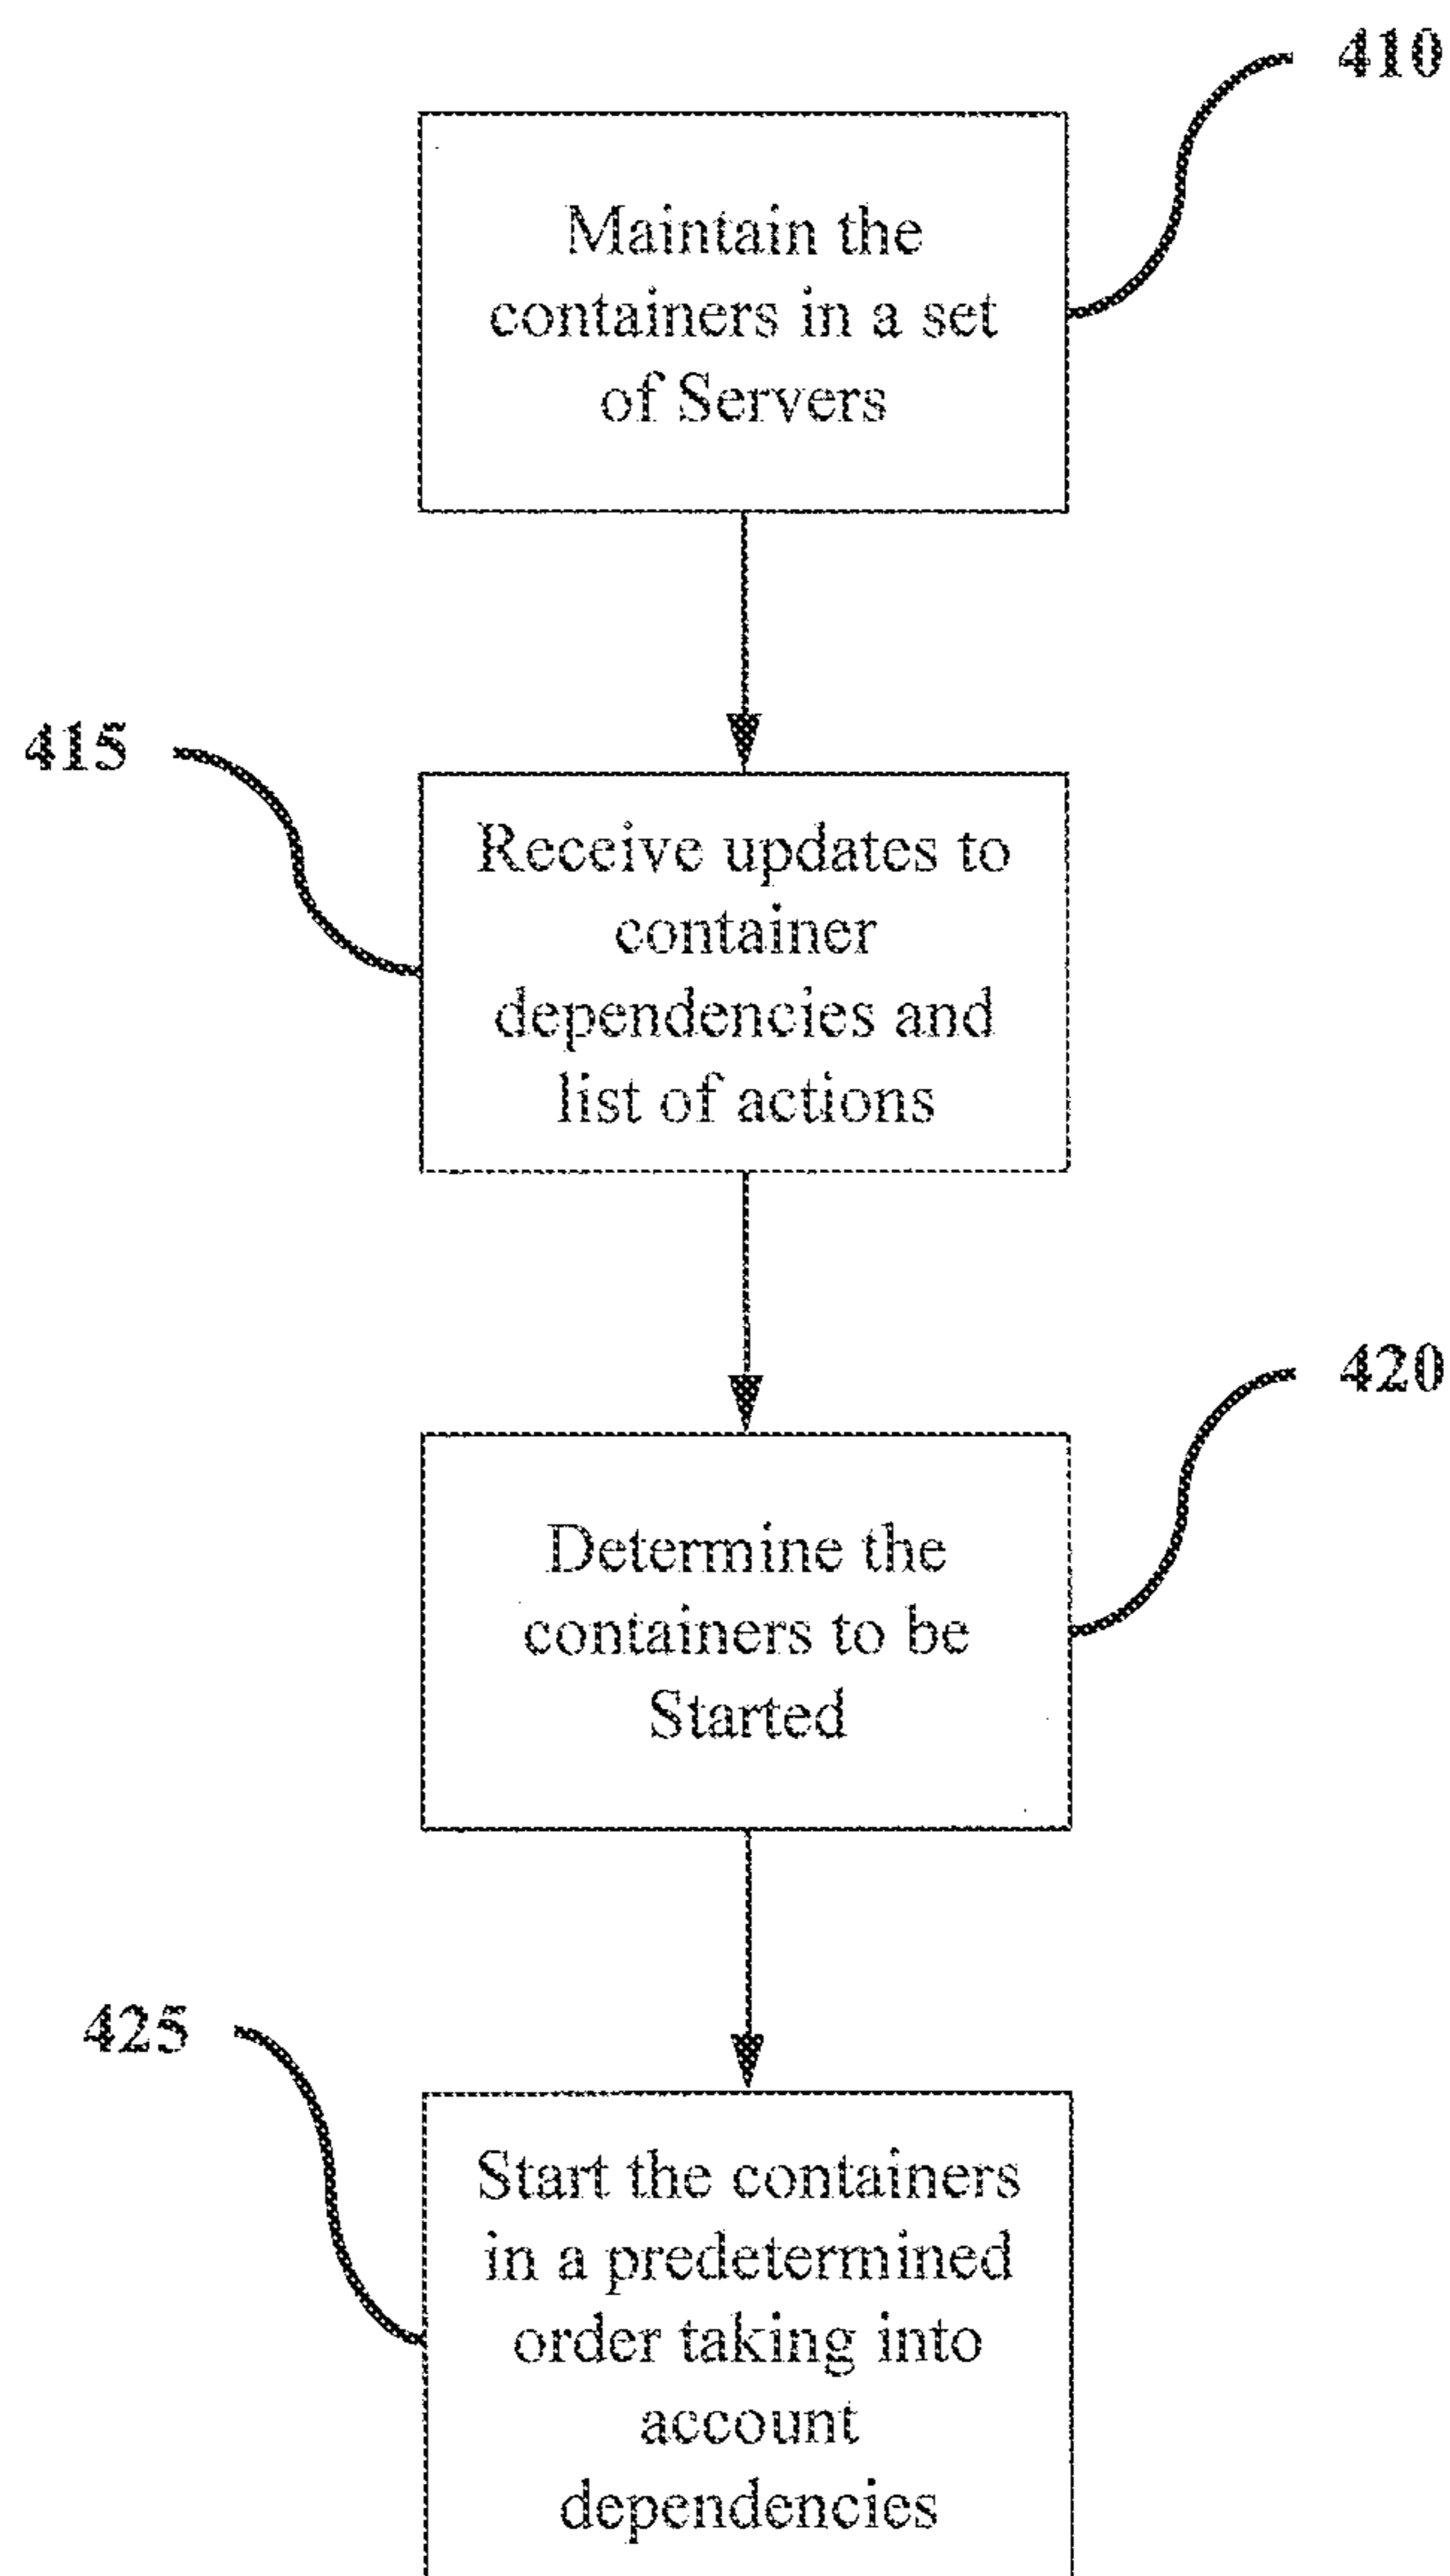 410
Maintain the
containers in a set
of Servers
415
Receive updates to
container
dependencies and
list of actions
420
Determine the
containers to be
Started
425
Start the containers
in a predetermined
order taking into
account
dependencies